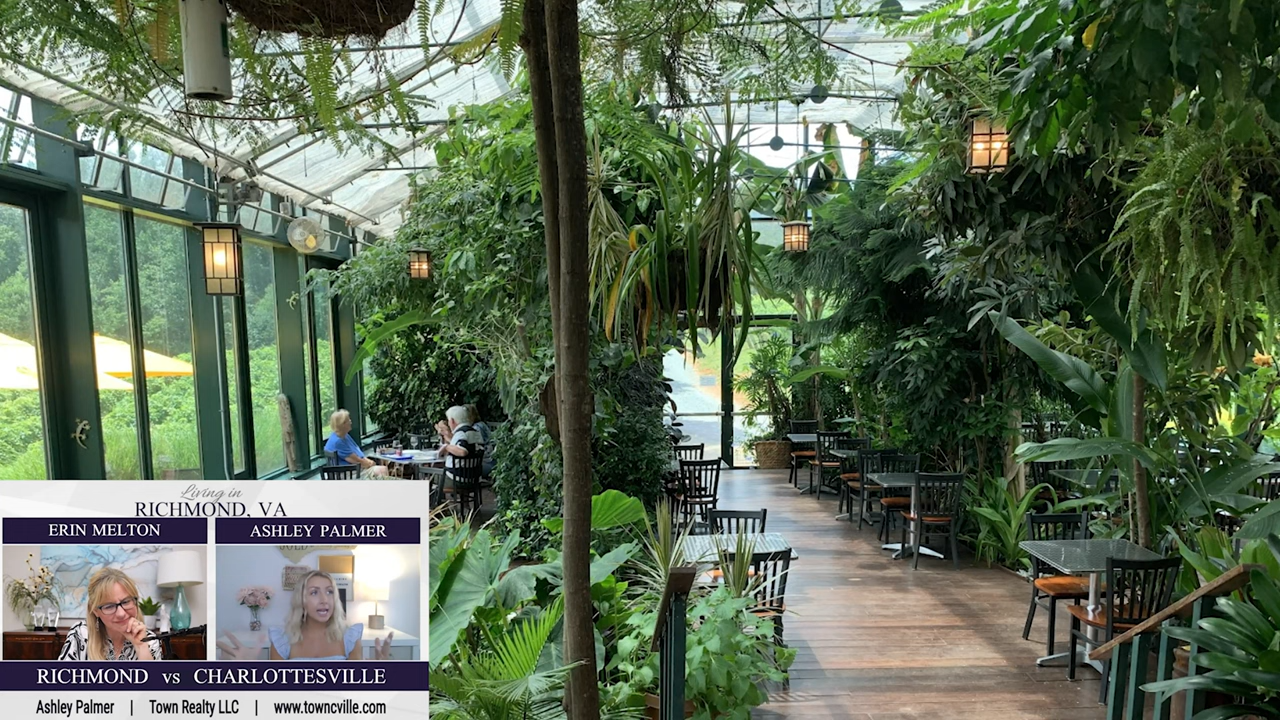 Living in
RICHMOND, VA
ERIN MELTON
ASHLEY PALMER
RICHMOND vs CHARLOTTESVILLE
Ashley Palmer | Town Realty LLC | www.towncville.com